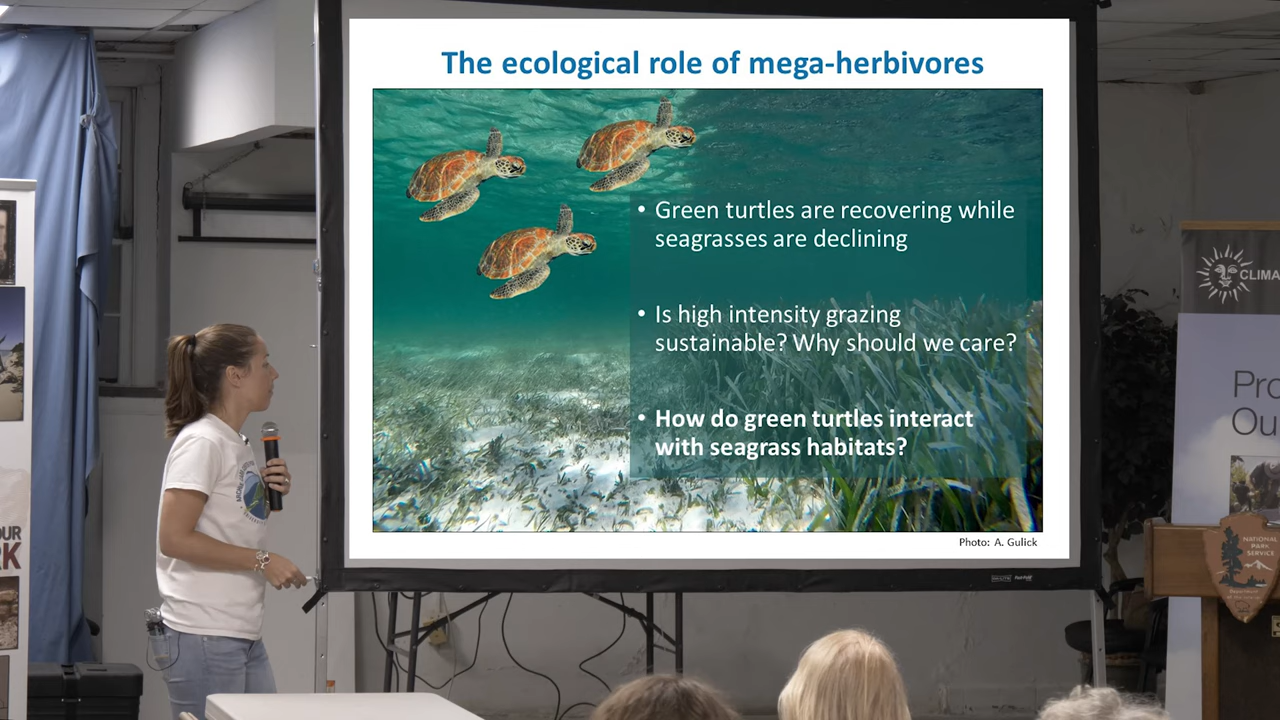 The ecological role of mega-herbivores
• Green turtles are recovering while
seagrasses are declining
• Is high intensity grazing
sustainable? Why should we care?
• How do green turtles interact
with seagrass habitats?
Photo: A. Gulick
CLIMA
Pro
Ou
NATIONAL
PARK
SERVICE
OUR
RK